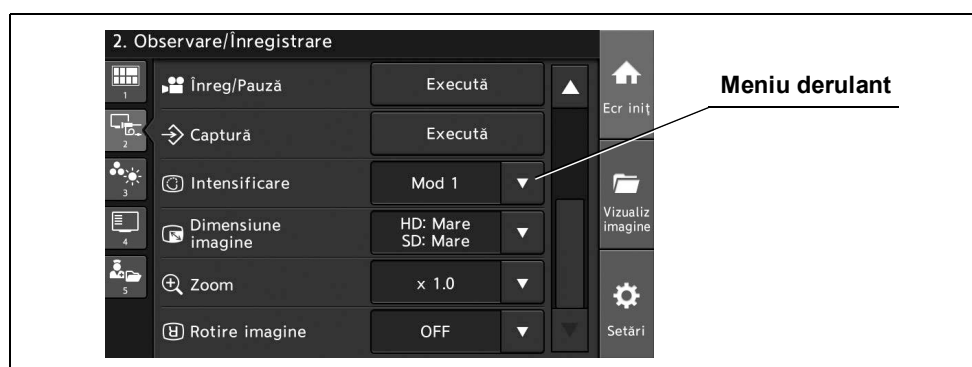 2. Observare/Înregistrare
1
Înreg/Pauză
Execută
2
Captură
Execută
3
Intensificare
Mod 1
4
Dimensiune
imagine
HD: Mare
SD: Mare
5
Zoom
x 1.0
Rotire imagine
OFF
Ecr iniț
Vizualiz
imagine
Setări
Meniu derulant